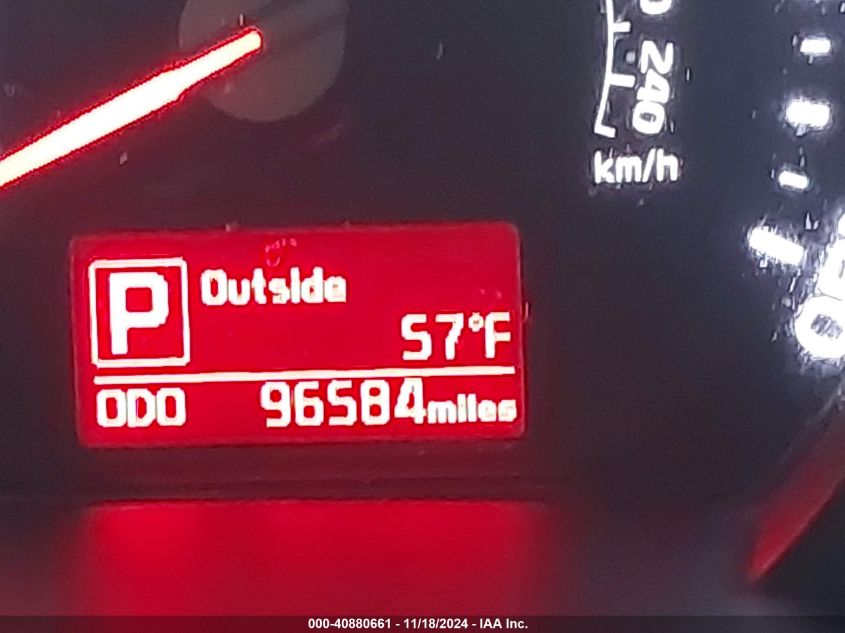 240
km/h
P
Outside
57°F
ODO 96584miles
000-40880661 - 11/18/2024 - IAA Inc.